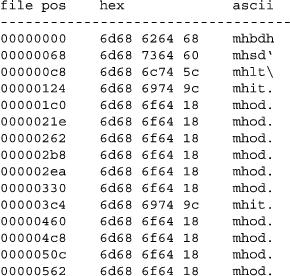 file pos hex ascii
--------------------------------------------
00000000 6d68 6264 68 mhbdh
00000068 6d68 7364 60 mhsd‘
000000c8 6d68 6c74 5c mhlt\
00000124 6d68 6974 9c mhit.
000001c0 6d68 6f64 18 mhod.
0000021e 6d68 6f64 18 mhod.
00000262 6d68 6f64 18 mhod.
000002b8 6d68 6f64 18 mhod.
000002ea 6d68 6f64 18 mhod.
00000330 6d68 6f64 18 mhod.
000003c4 6d68 6974 9c mhit.
00000460 6d68 6f64 18 mhod.
000004c8 6d68 6f64 18 mhod.
0000050c 6d68 6f64 18 mhod.
00000562 6d68 6f64 18 mhod.